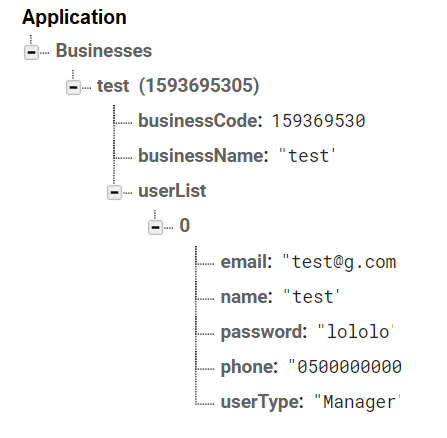 Application
Businesses
test (1593695305)
businessCode: 159369530
businessName: "test'
userList
0
email: "test@g.com
name: "test'
password: "lololo'
phone: "0500000000
userType: "Manager'